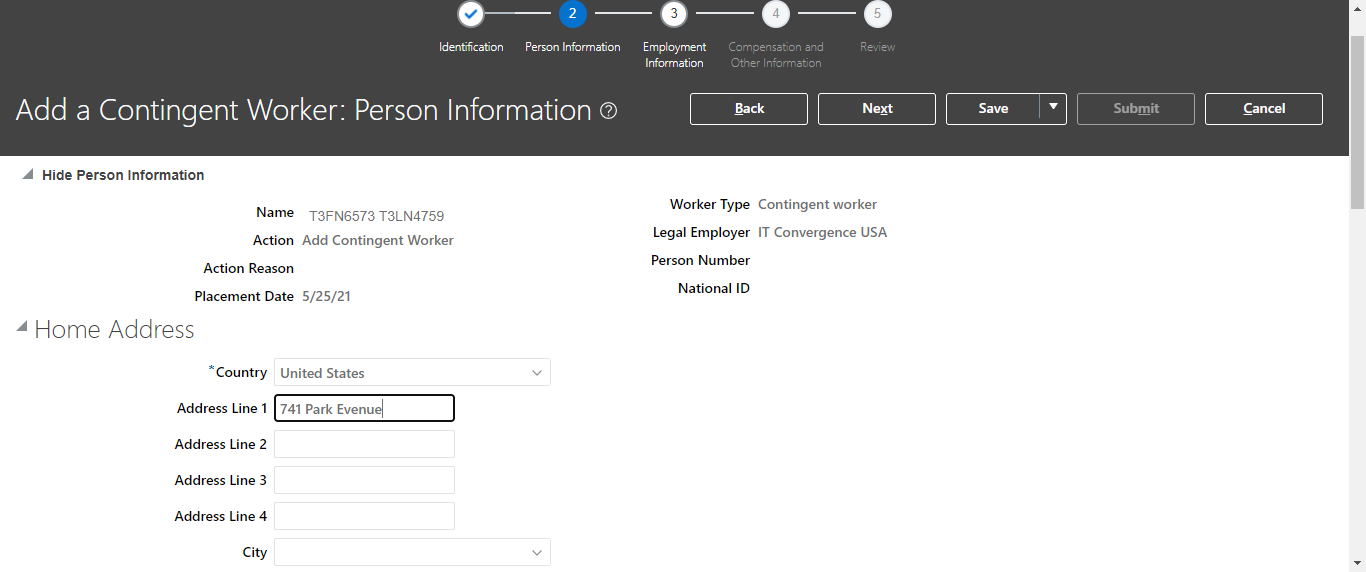 2 3 4 5
Identification Person Information Employment Information Compensation and Other Information Review
Add a Contingent Worker: Person Information ?
Back Next Save Submit Cancel
Hide Person Information
Name T3FN6573 T3LN4759
Action Add Contingent Worker
Action Reason
Placement Date 5/25/21
Worker Type Contingent worker
Legal Employer IT Convergence USA
Person Number
National ID
Home Address
*Country United States
Address Line 1 741 Park Evenue
Address Line 2
Address Line 3
Address Line 4
City